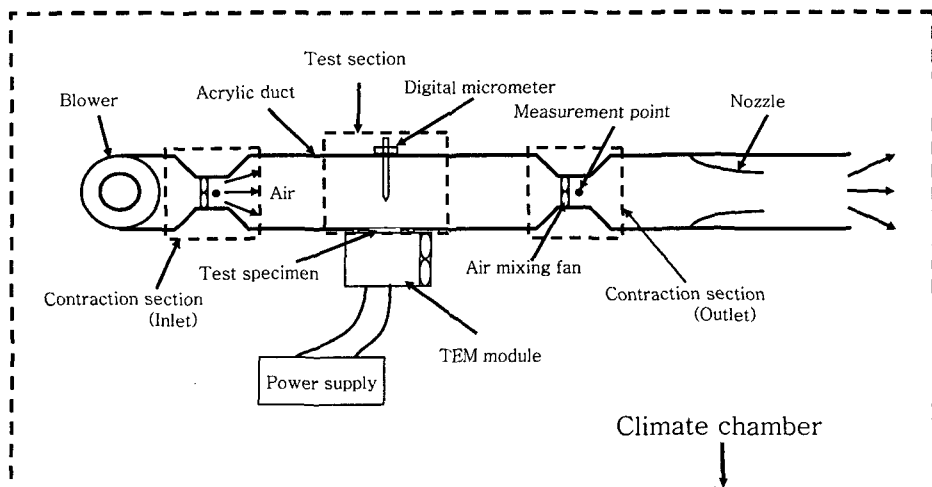 Test section
Blower
Acrylic duct
Digital micrometer
Measurement point
Nozzle
Air
Test specimen
Air mixing fan
Contraction section
(Inlet)
Contraction section
(Outlet)
TEM module
Power supply
Climate chamber